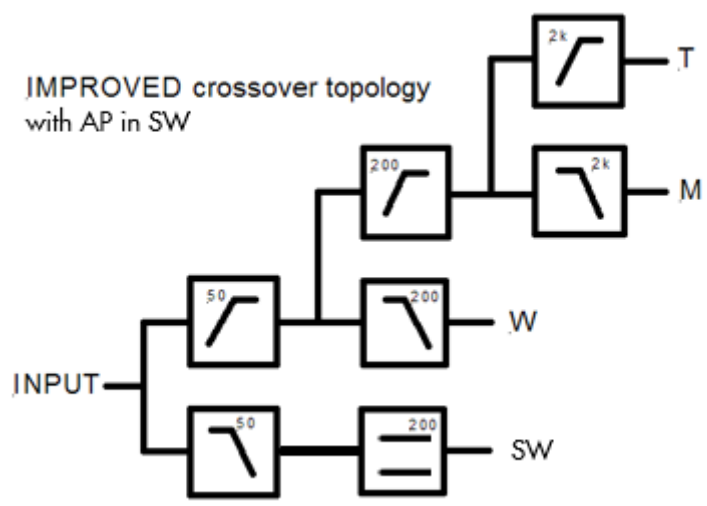 IMPROVED crossover topology
with AP in SW
2k
T
200
2k
M
50
200
W
INPUT
50
200
SW